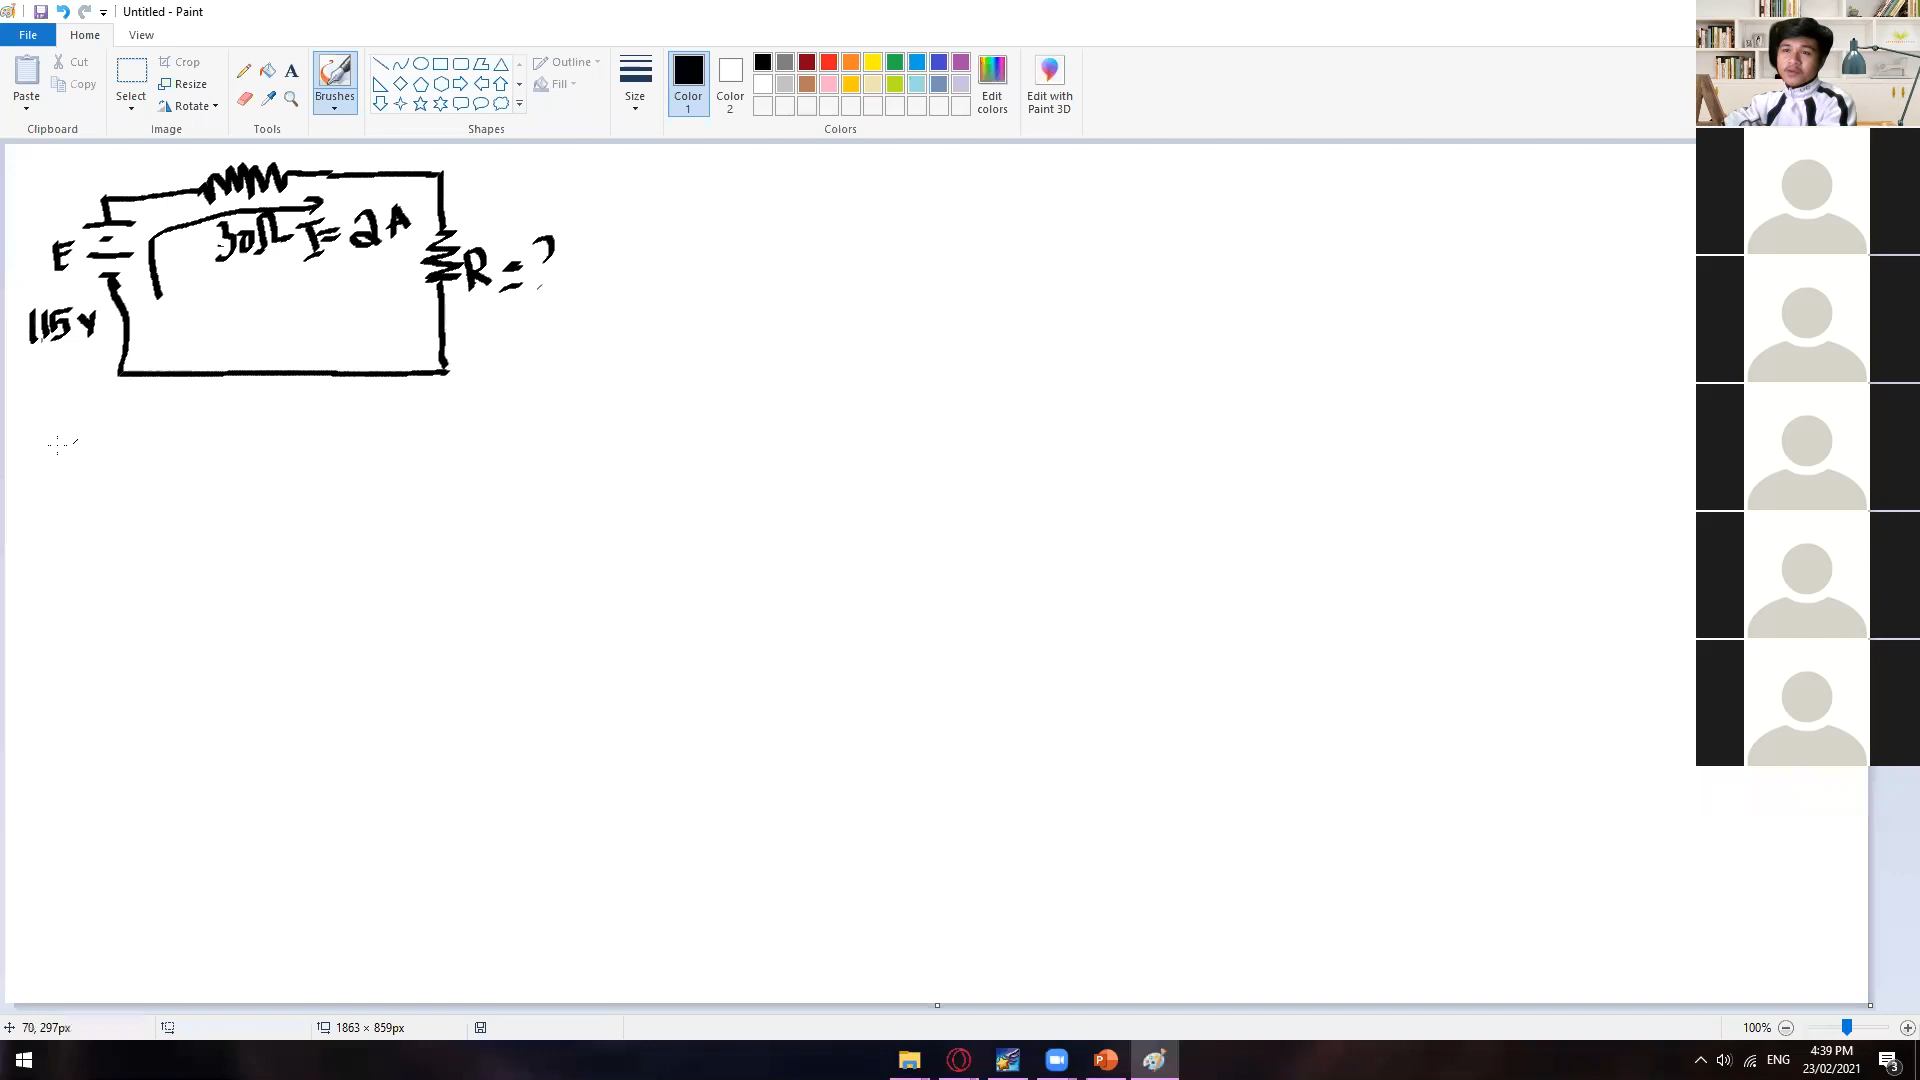 Untitled - Paint
File Home View
Paste
Cut
Copy
Clipboard
Select
Crop
Resize
Rotate
Image
A
Tools
Brushes
Shapes
Outline
Fill
Size
Color 1
Color 2
Colors
Edit colors
Edit with Paint 3D
E
115V
30Ω
I = 2A
R = ?
70, 297px
1863 × 859px
100%
ENG
4:39 PM
23/02/2021
3